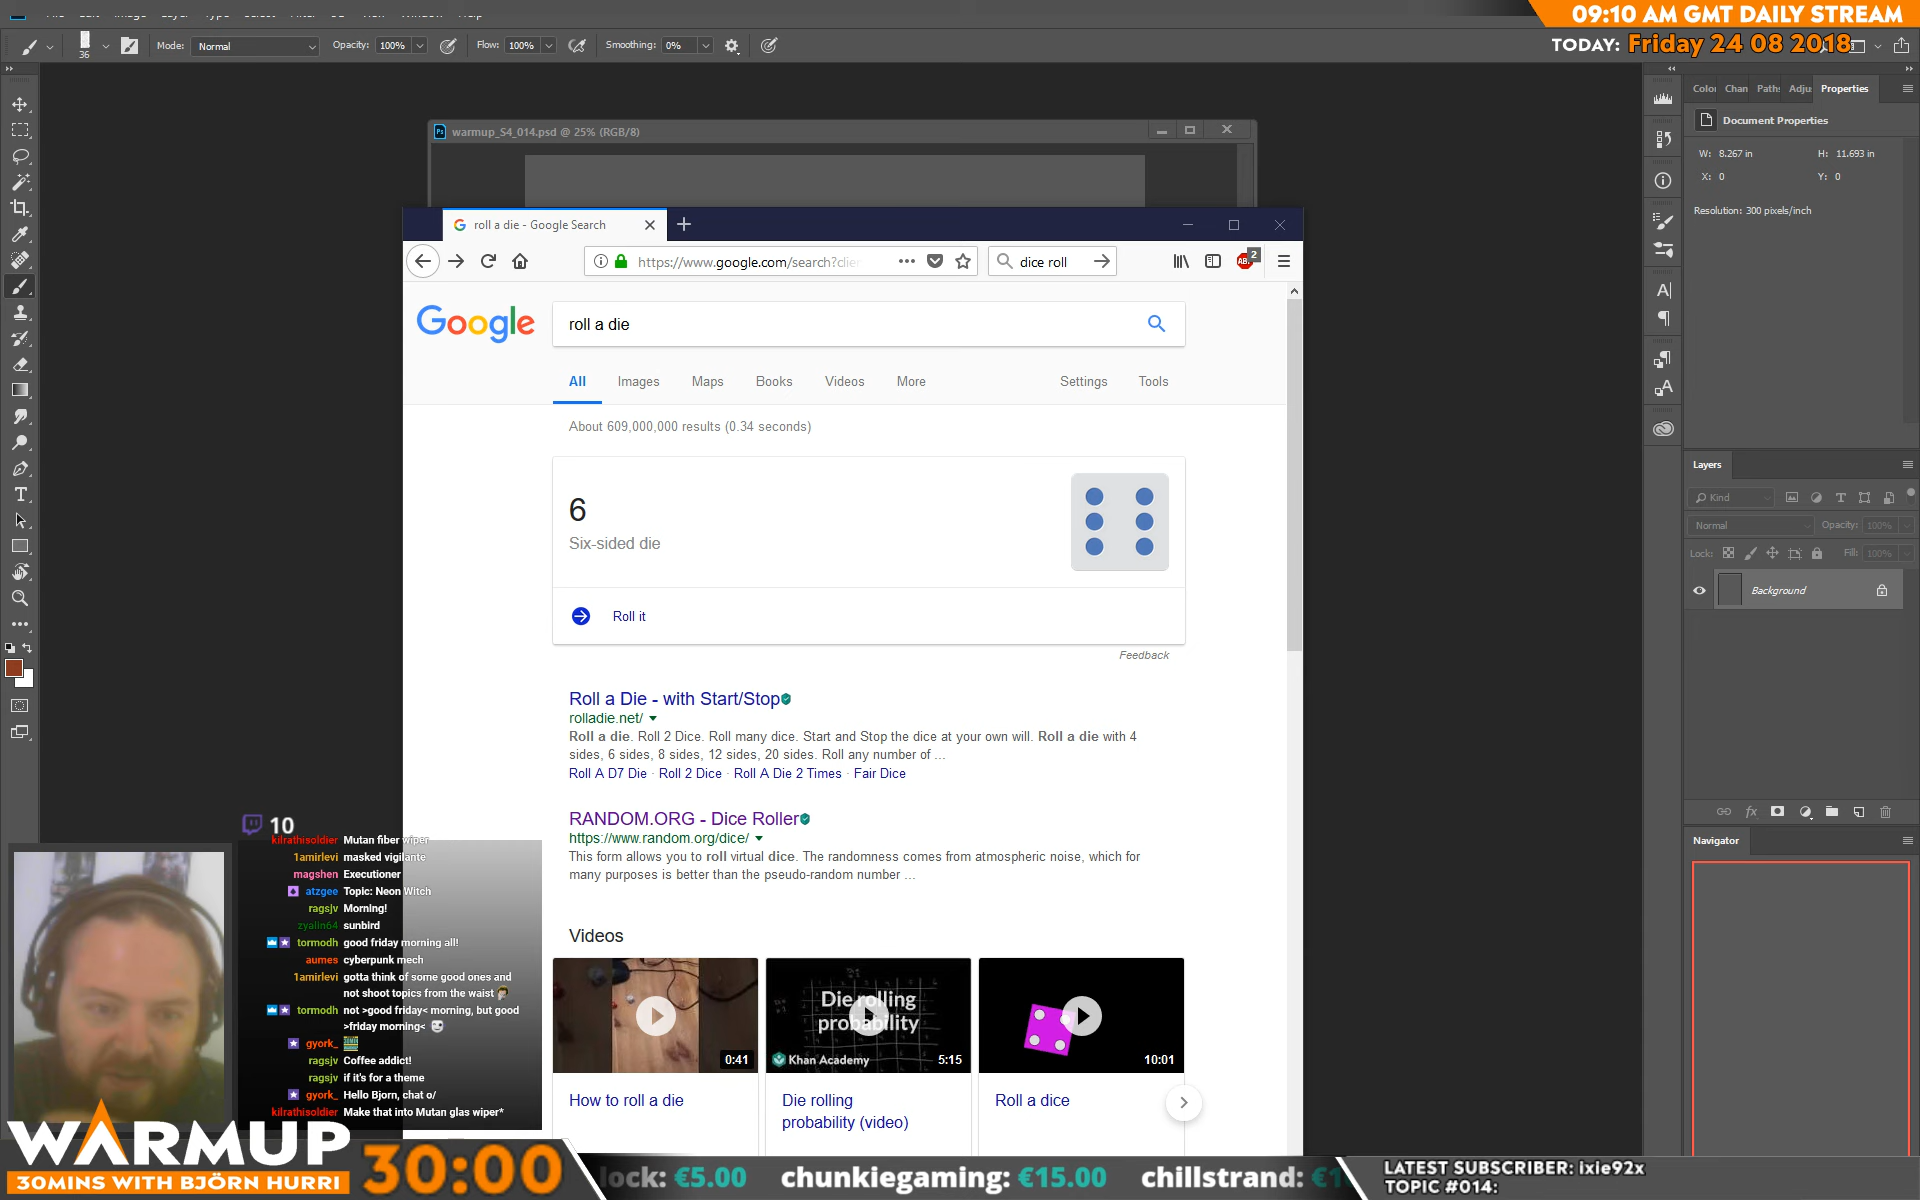 09:10 AM GMT DAILY STREAM
TODAY: Friday 24 08 2018
36
Mode: Normal
Opacity: 100%
Flow: 100%
Smoothing: 0%
warmup_S4_014.psd @ 25% (RGB/8)
roll a die - Google Search
https://www.google.com/search?clie
dice roll
2
Google
roll a die
All Images Maps Books Videos More Settings Tools
About 609,000,000 results (0.34 seconds)
6
Six-sided die
Roll it
Feedback
Roll a Die - with Start/Stop
rolladie.net/
Roll a die. Roll 2 Dice. Roll many dice. Start and Stop the dice at your own will. Roll a die with 4
sides, 6 sides, 8 sides, 12 sides, 20 sides. Roll any number of ...
Roll A D7 Die · Roll 2 Dice · Roll A Die 2 Times · Fair Dice
RANDOM.ORG - Dice Roller
https://www.random.org/dice/
This form allows you to roll virtual dice. The randomness comes from atmospheric noise, which for
many purposes is better than the pseudo-random number ...
Videos
Die rolling
probability
Khan Academy
0:41
5:15
10:01
How to roll a die
Die rolling
probability (video)
Roll a dice
Colo Chan Paths Adju Properties
Document Properties
W: 8.267 in H: 11.693 in
X: 0 Y: 0
Resolution: 300 pixels/inch
Layers
Kind
Normal Opacity: 100%
Lock: Fill: 100%
Background
Navigator
10
kilrathisoldier Mutan fiber wiper
1amirlevi masked vigilante
magshen Executioner
atzgee Topic: Neon Witch
ragsjv Morning!
zyalin64 sunbird
tormodh good friday morning all!
aumes cyberpunk mech
1amirlevi gotta think of some good ones and
not shoot topics from the waist
tormodh not >good friday< morning, but good
>friday morning<
gyork_
ragsjv Coffee addict!
ragsjv if it's for a theme
gyork_ Hello Bjorn, chat o/
kilrathisoldier Make that into Mutan glas wiper*
WARMUP
30MINS WITH BJÖRN HURRI
30:00
lock: €5.00 chunkiegaming: €15.00 chillstrand: €1
LATEST SUBSCRIBER: ixie92x
TOPIC #014: